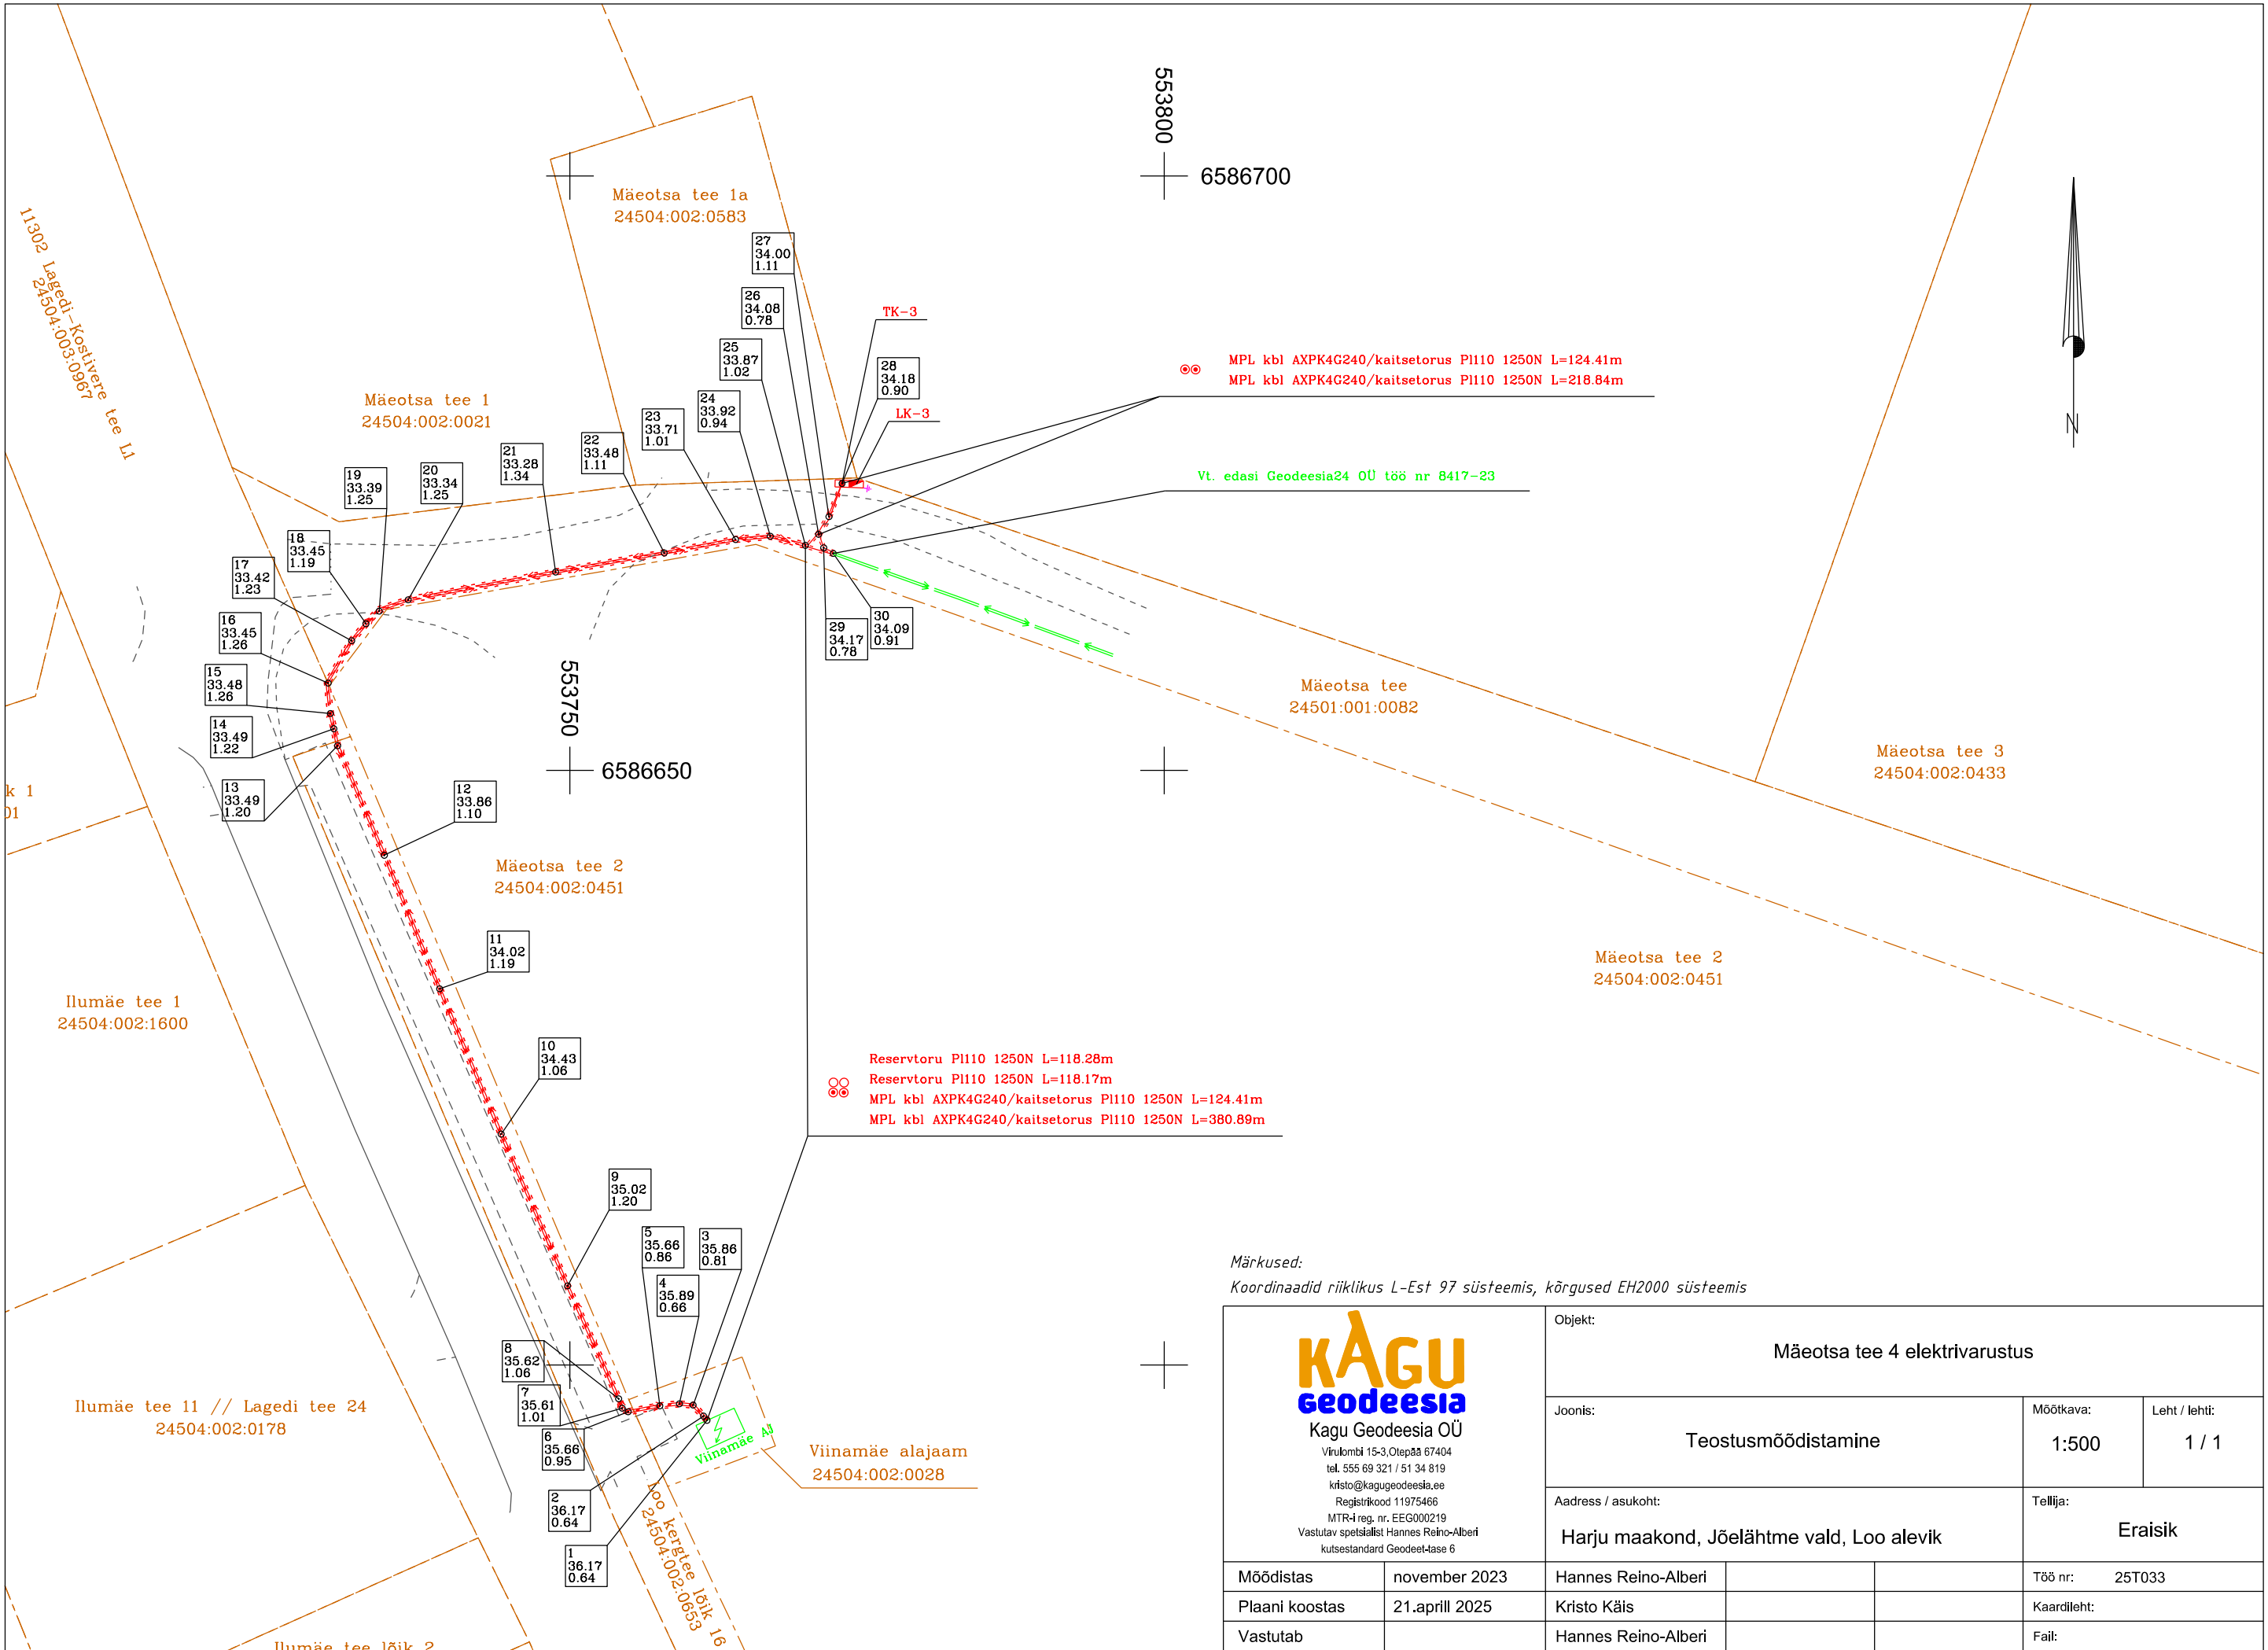 553800
6586700
Mäeotsa tee 1a
24504:002:0583
11302 Lagedi-Kostivere tee L1
24504:003:0967
27
34.00
1.11
26
34.08
0.78
TK-3
25
33.87
1.02
28
34.18
0.90
MPL kbl AXPK4G240/kaitsetorus Pl110 1250N L=124.41m
MPL kbl AXPK4G240/kaitsetorus Pl110 1250N L=218.84m
Mäeotsa tee 1
24504:002:0021
24
33.92
0.94
LK-3
23
33.71
1.01
22
33.48
1.11
21
33.28
1.34
20
33.34
1.25
19
33.39
1.25
N
Vt. edasi Geodeesia24 OÜ töö nr 8417-23
18
33.45
1.19
17
33.42
1.23
16
33.45
1.26
29
34.17
0.78
30
34.09
0.91
15
33.48
1.26
14
33.49
1.22
553750
6586650
Mäeotsa tee
24501:001:0082
Mäeotsa tee 3
24504:002:0433
k 1
01
13
33.49
1.20
12
33.86
1.10
Mäeotsa tee 2
24504:002:0451
11
34.02
1.19
Mäeotsa tee 2
24504:002:0451
Ilumäe tee 1
24504:002:1600
10
34.43
1.06
Reservtoru Pl110 1250N L=118.28m
Reservtoru Pl110 1250N L=118.17m
MPL kbl AXPK4G240/kaitsetorus Pl110 1250N L=124.41m
MPL kbl AXPK4G240/kaitsetorus Pl110 1250N L=380.89m
9
35.02
1.20
5
35.66
0.86
3
35.86
0.81
4
35.89
0.66
8
35.62
1.06
7
35.61
1.01
6
35.66
0.95
2
36.17
0.64
1
36.17
0.64
Ilumäe tee 11 // Lagedi tee 24
24504:002:0178
Viinamäe AJ
Viinamäe alajaam
24504:002:0028
Loo kergtee lõik 16
24504:002:0653
Ilumäe tee lõik 2
Märkused:
Koordinaadid riiklikus L-Est 97 süsteemis, kõrgused EH2000 süsteemis
KAGU
Geodeesia
Kagu Geodeesia OÜ
Virulombi 15-3,Otepää 67404
tel. 555 69 321 / 51 34 819
kristo@kagugeodeesia.ee
Registrikood 11975466
MTR-i reg. nr. EEG000219
Vastutav spetsialist Hannes Reino-Alberi
kutsestandard Geodeet-tase 6
Objekt:
Mäeotsa tee 4 elektrivarustus
Joonis:
Teostusmõõdistamine
Mõõtkava:
1:500
Leht / lehti:
1 / 1
Aadress / asukoht:
Harju maakond, Jõelähtme vald, Loo alevik
Tellija:
Eraisik
Mõõdistas november 2023 Hannes Reino-Alberi Töö nr: 25T033
Plaani koostas 21.aprill 2025 Kristo Käis Kaardileht:
Vastutab Hannes Reino-Alberi Fail: